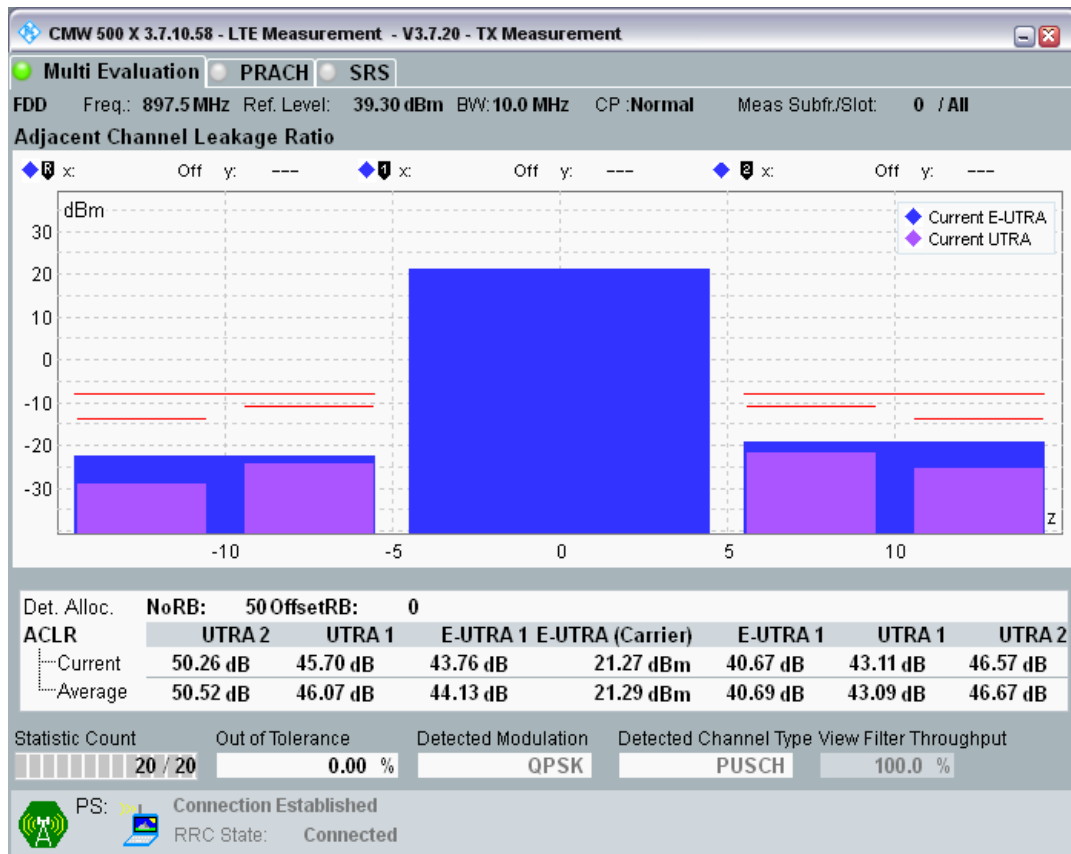 CMW 500 X 3.7.10.58 - LTE Measurement - V3.7.20 - TX Measurement
Multi Evaluation PRACH SRS
FDD Freq.: 897.5 MHz Ref. Level: 39.30 dBm BW: 10.0 MHz CP :Normal Meas Subfr./Slot: 0 / All
Adjacent Channel Leakage Ratio
R x: Off y: --- 1 x: Off y: --- 2 x: Off y: ---
dBm
Current E-UTRA
Current UTRA
30
20
10
0
-10
-20
-30
z
-10 -5 0 5 10
Det. Alloc. NoRB: 50 OffsetRB: 0
ACLR UTRA 2 UTRA 1 E-UTRA 1 E-UTRA (Carrier) E-UTRA 1 UTRA 1 UTRA 2
Current 50.26 dB 45.70 dB 43.76 dB 21.27 dBm 40.67 dB 43.11 dB 46.57 dB
Average 50.52 dB 46.07 dB 44.13 dB 21.29 dBm 40.69 dB 43.09 dB 46.67 dB
Statistic Count Out of Tolerance Detected Modulation Detected Channel Type View Filter Throughput
20 / 20 0.00 % QPSK PUSCH 100.0 %
PS: Connection Established
RRC State: Connected